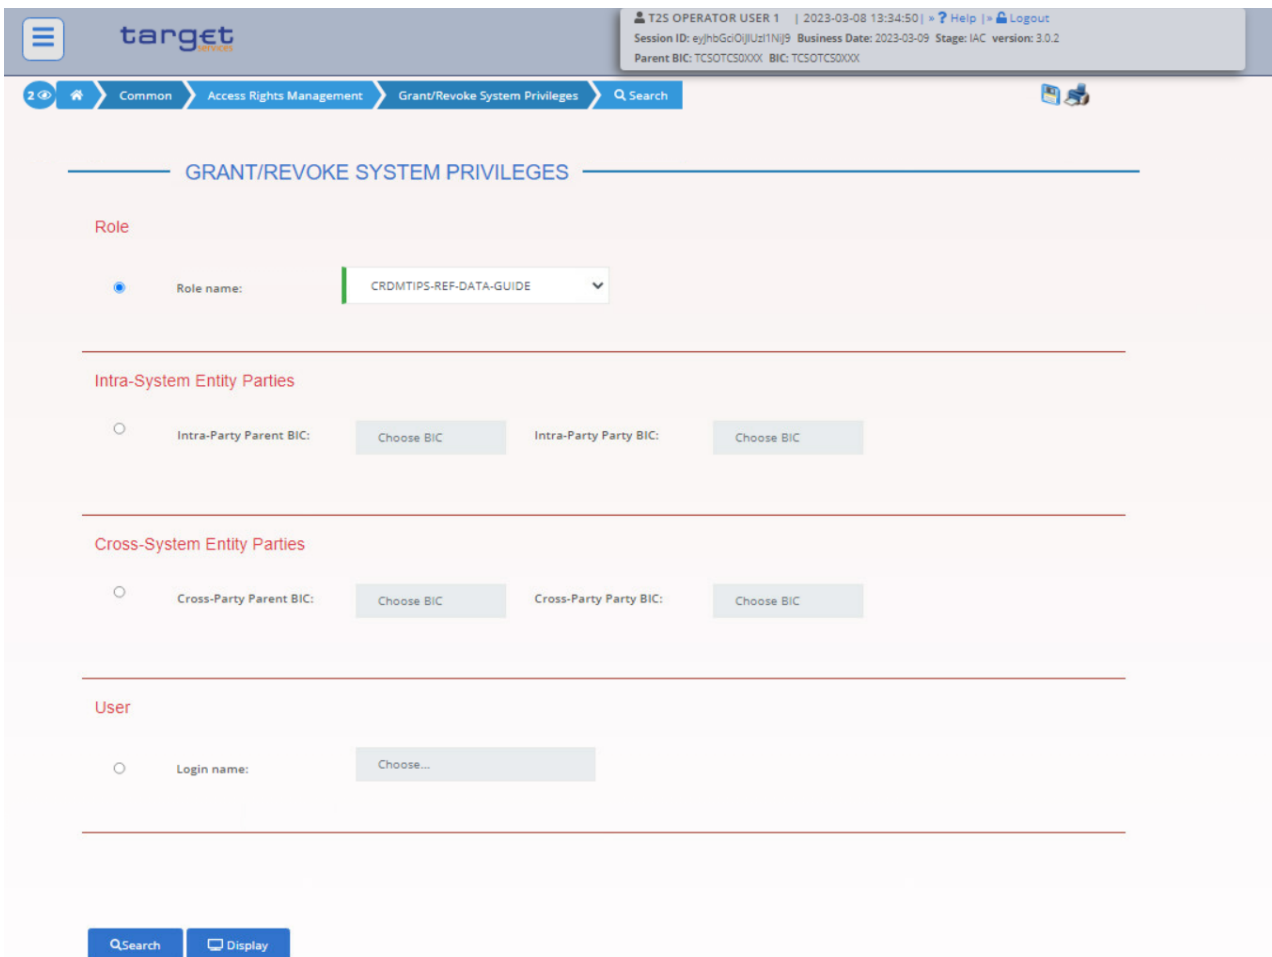 T2S OPERATOR USER 1 | 2023-03-08 13:34:50| » ? Help |» Logout
target
services
Session ID: eyJhbGciOiJIUzI1NiJ9 Business Date: 2023-03-09 Stage: IAC version: 3.0.2
Parent BIC: TCSOTCS0XXX BIC: TCSOTCS0XXX
2 Common Access Rights Management Grant/Revoke System Privileges Search
GRANT/REVOKE SYSTEM PRIVILEGES
Role
Role name: CRDMTIPS-REF-DATA-GUIDE
Intra-System Entity Parties
Intra-Party Parent BIC: Choose BIC Intra-Party Party BIC: Choose BIC
Cross-System Entity Parties
Cross-Party Parent BIC: Choose BIC Cross-Party Party BIC: Choose BIC
User
Login name: Choose...
Search Display